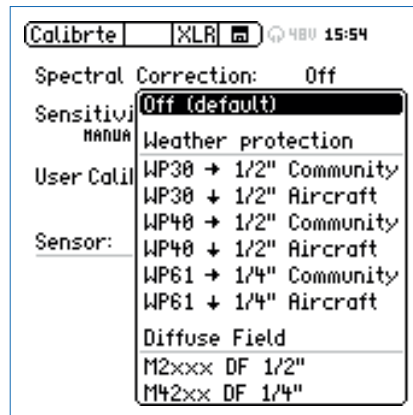 Calibrte XLR 48V 15:54
Spectral Correction: Off
Sensitivi
MANUA
User Calil
Sensor:
Off (default)
Weather protection
WP30 → 1/2" Community
WP30 ↓ 1/2" Aircraft
WP40 → 1/2" Community
WP40 ↓ 1/2" Aircraft
WP61 → 1/4" Community
WP61 ↓ 1/4" Aircraft
Diffuse Field
M2xxx DF 1/2"
M42xx DF 1/4"